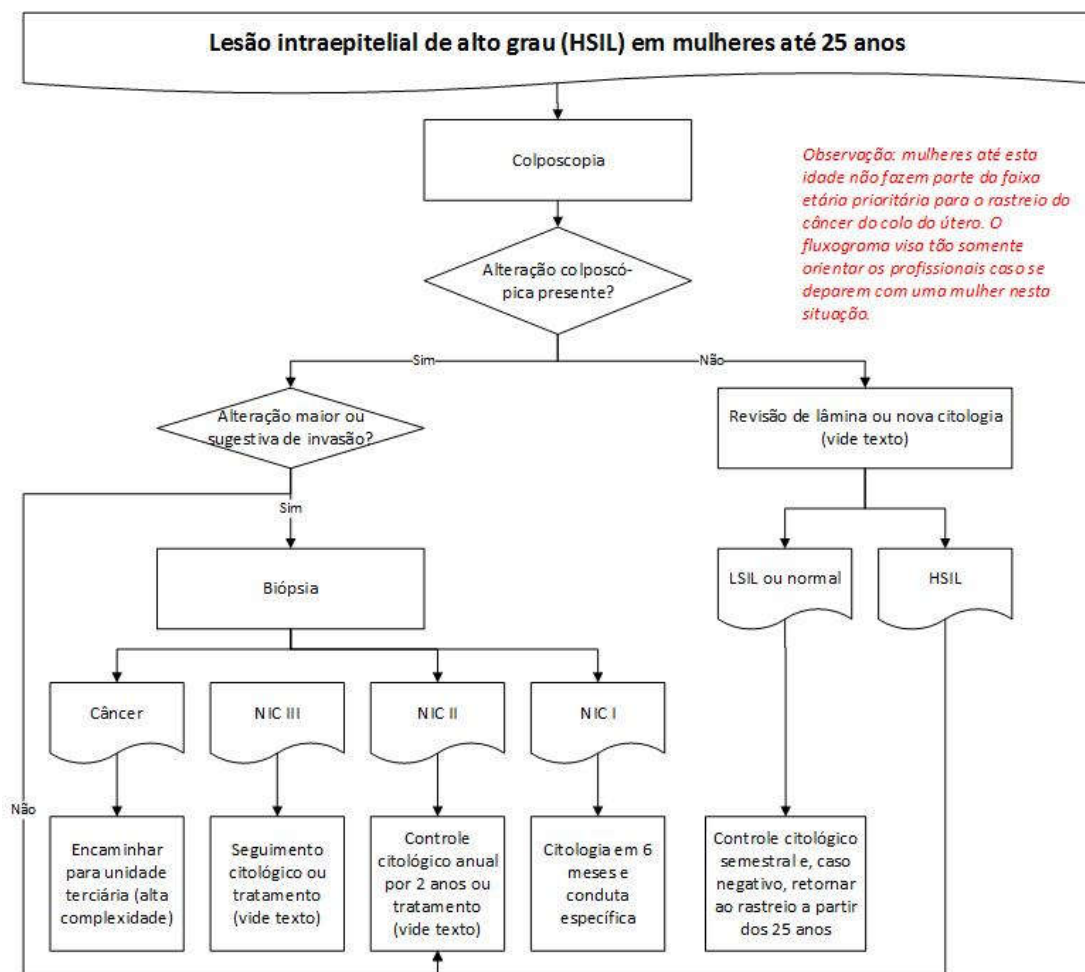 Lesão intraepitelial de alto grau (HSIL) em mulheres até 25 anos
Colposcopia
Observação: mulheres até esta
idade não fazem parte da faixa
etária prioritária para o rastreio do
câncer do colo do útero. O
fluxograma visa tão somente
orientar os profissionais caso se
deparem com uma mulher nesta
situação.
Alteração colposcó-
pica presente?
Sim
Não
Alteração maior ou
sugestiva de invasão?
Revisão de lâmina ou nova citologia
(vide texto)
Sim
Biópsia
LSIL ou normal
HSIL
Câncer
NIC III
NIC II
NIC I
Não
Encaminhar
para unidade
terciária (alta
complexidade)
Seguimento
citológico ou
tratamento
(vide texto)
Controle
citológico anual
por 2 anos ou
tratamento
(vide texto)
Citologia em 6
meses e
conduta
específica
Controle citológico
semestral e, caso
negativo, retornar
ao rastreio a partir
dos 25 anos